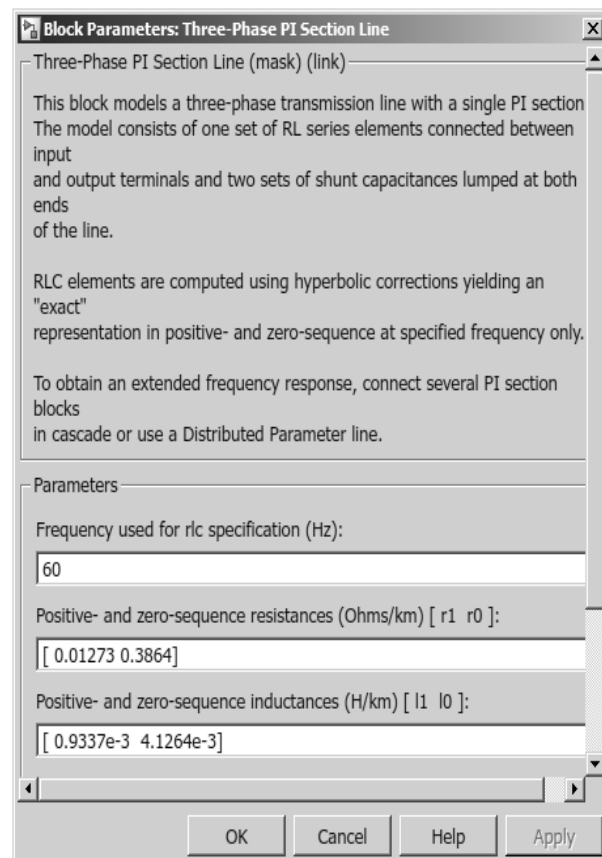 Block Parameters: Three-Phase PI Section Line
Three-Phase PI Section Line (mask) (link)
This block models a three-phase transmission line with a single PI section
The model consists of one set of RL series elements connected between
input
and output terminals and two sets of shunt capacitances lumped at both
ends
of the line.
RLC elements are computed using hyperbolic corrections yielding an
"exact"
representation in positive- and zero-sequence at specified frequency only.
To obtain an extended frequency response, connect several PI section
blocks
in cascade or use a Distributed Parameter line.
Parameters
Frequency used for rlc specification (Hz):
60
Positive- and zero-sequence resistances (Ohms/km) [ r1 r0 ]:
[ 0.01273 0.3864]
Positive- and zero-sequence inductances (H/km) [ l1 l0 ]:
[ 0.9337e-3 4.1264e-3]
OK Cancel Help Apply